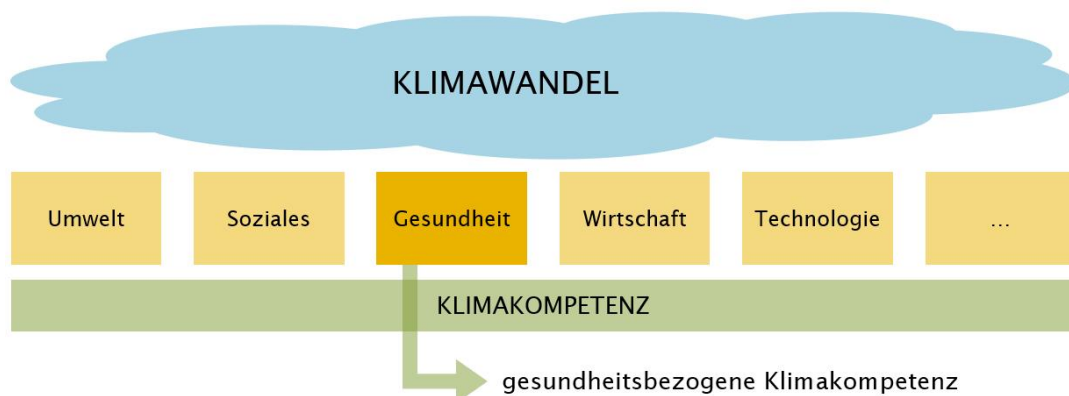 KLIMAWANDEL
Umwelt
Soziales
Gesundheit
Wirtschaft
Technologie
...
KLIMAKOMPETENZ
gesundheitsbezogene Klimakompetenz